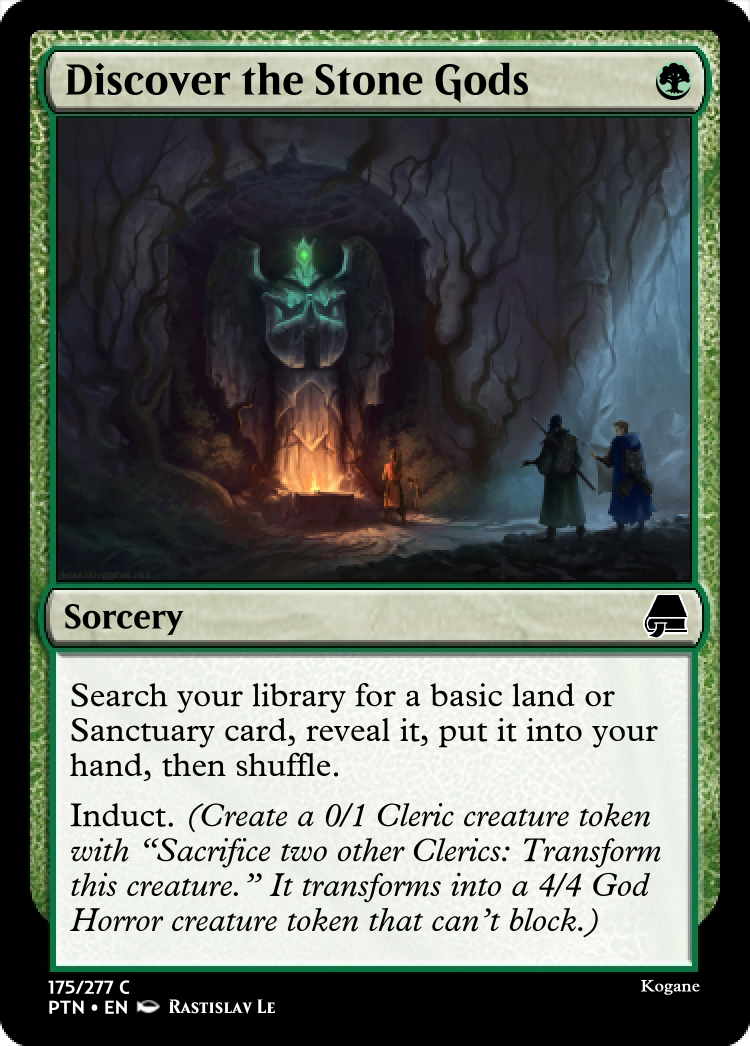 Discover the Stone Gods
Sorcery
Search your library for a basic land or
Sanctuary card, reveal it, put it into your
hand, then shuffle.
Induct. (Create a 0/1 Cleric creature token
with “Sacrifice two other Clerics: Transform
this creature.” It transforms into a 4/4 God
Horror creature token that can’t block.)
175/277 C
Kogane
PTN • EN Rastislav Le